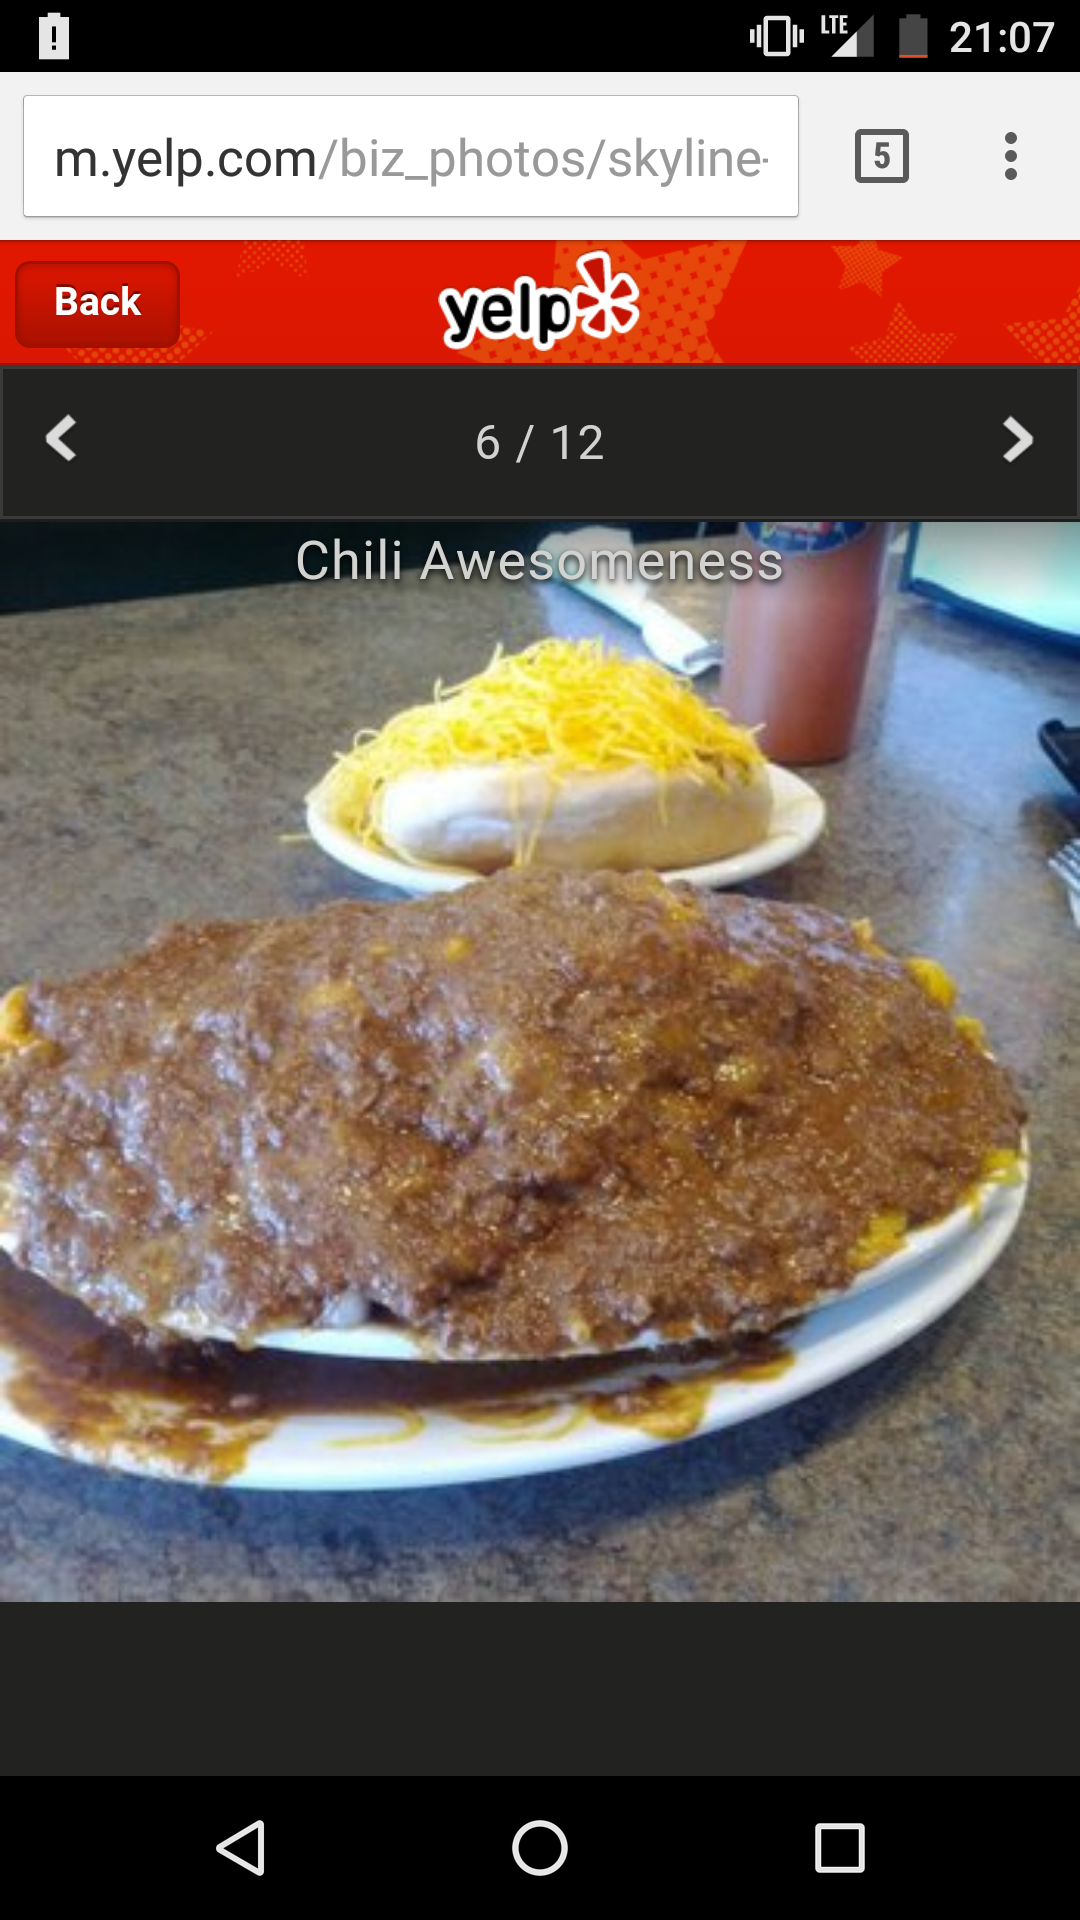 LTE 21:07
m.yelp.com/biz_photos/skyline-
5
Back
yelp
6 / 12
Chili Awesomeness